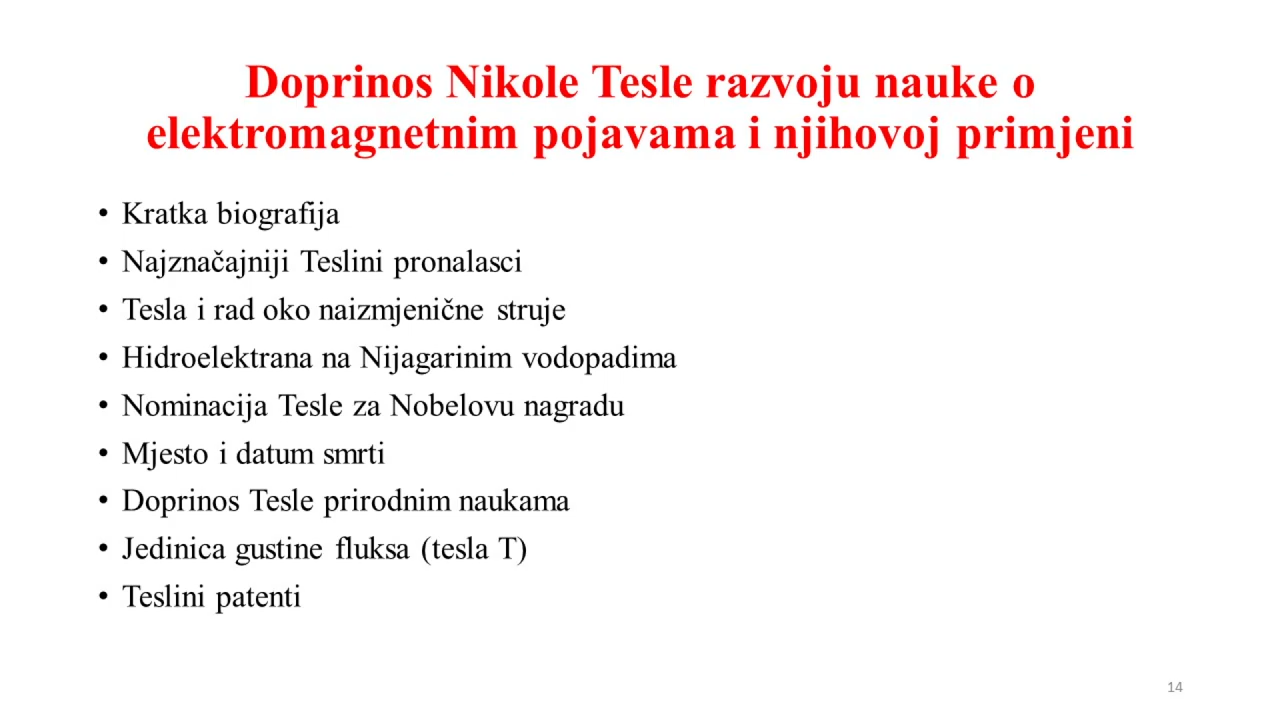 Doprinos Nikole Tesle razvoju nauke o
elektromagnetnim pojavama i njihovoj primjeni
• Kratka biografija
• Najznačajniji Teslini pronalasci
• Tesla i rad oko naizmjenične struje
• Hidroelektrana na Nijagarinim vodopadima
• Nominacija Tesle za Nobelovu nagradu
• Mjesto i datum smrti
• Doprinos Tesle prirodnim naukama
• Jedinica gustine fluksa (tesla T)
• Teslini patenti
14